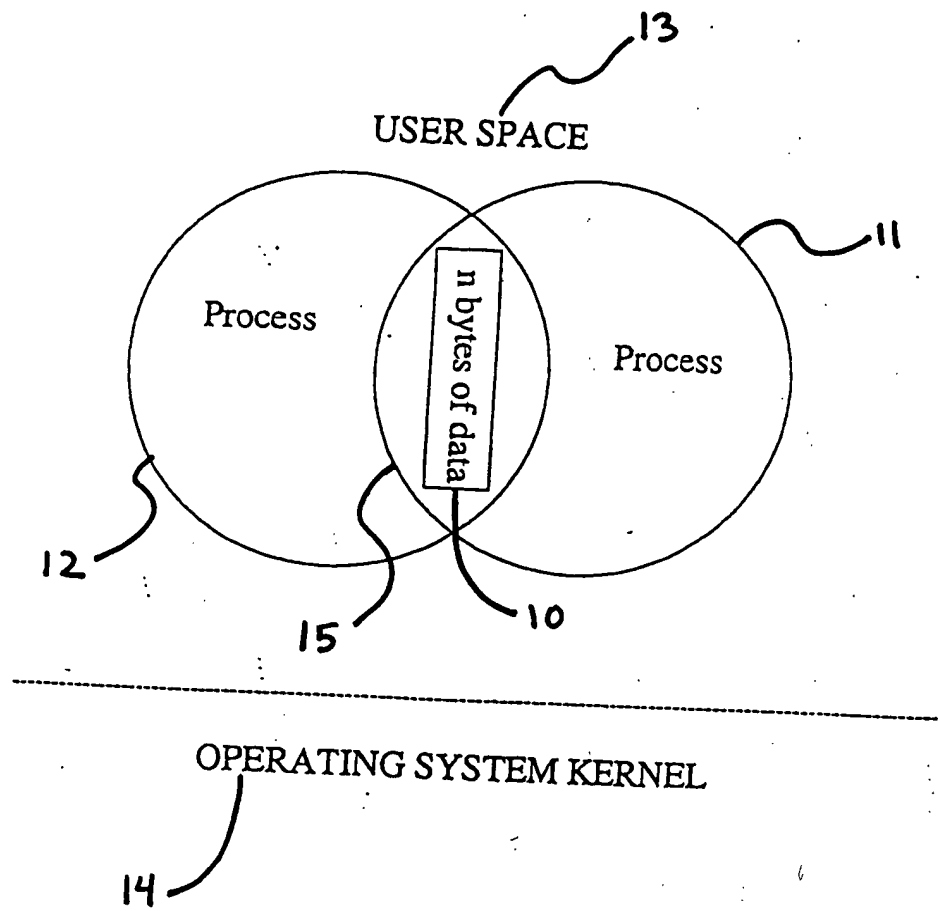 13
USER SPACE
11
Process
n bytes of data
Process
12
15
10
OPERATING SYSTEM KERNEL
14